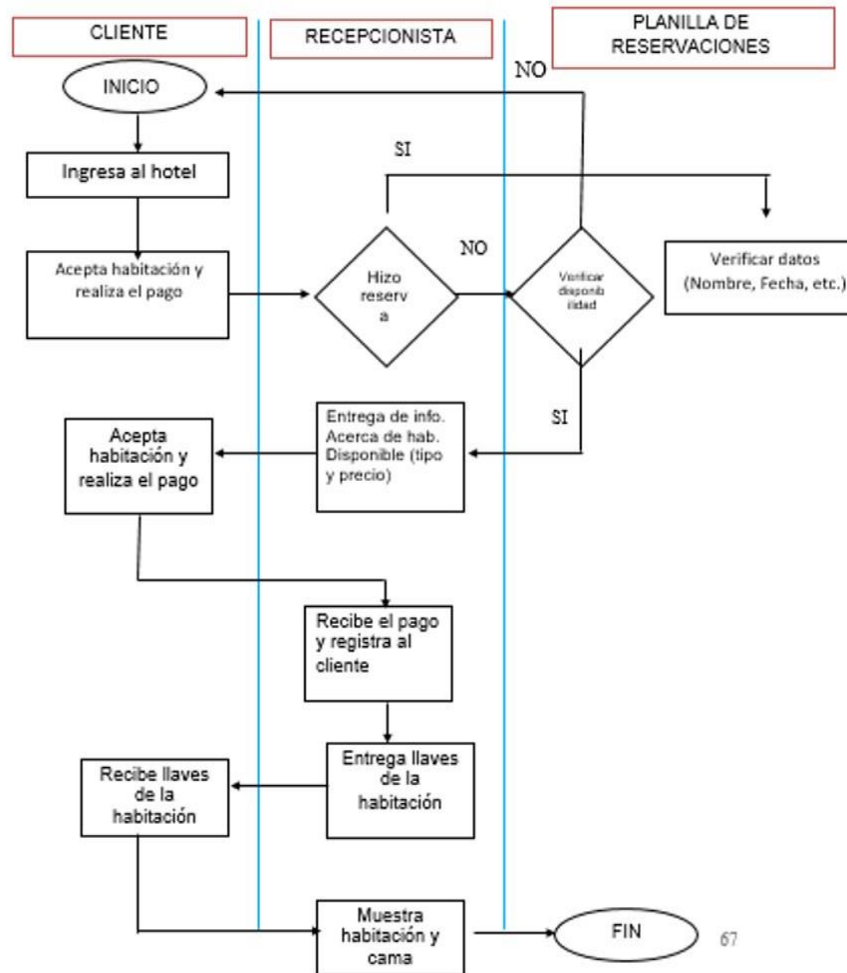 CLIENTE
RECEPCIONISTA
PLANILLA DE
RESERVACIONES
INICIO
NO
Ingresa al hotel
SI
Acepta habitación y
realiza el pago
Hizo
reserv
a
NO
Verificar
disponib
ilidad
Verificar datos
(Nombre, Fecha, etc.)
SI
Entrega de info.
Acerca de hab.
Disponible (tipo
y precio)
Acepta
habitación y
realiza el pago
Recibe el pago
y registra al
cliente
Entrega llaves
de la
habitación
Recibe llaves
de la
habitación
Muestra
habitación y
cama
FIN
67